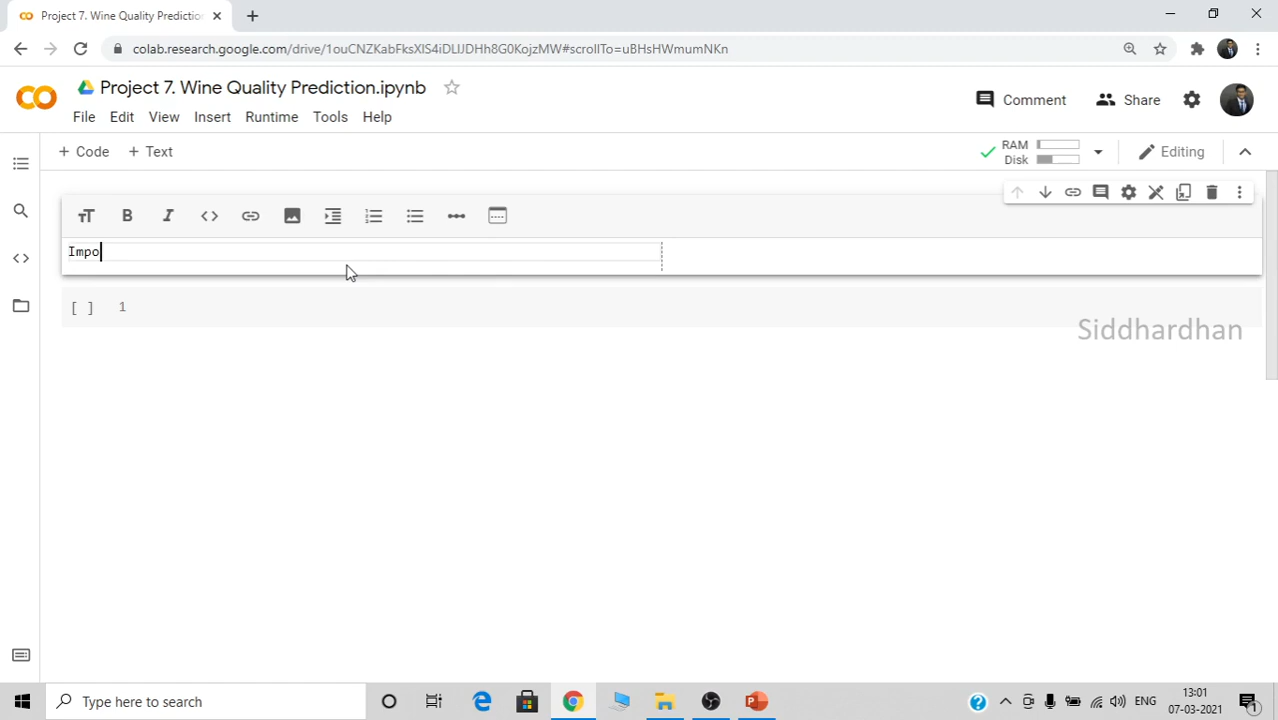 Project 7. Wine Quality Predictio
colab.research.google.com/drive/1ouCNZKabFksXIS4iDLlJDHh8G0KojzMW#scrollTo=uBHsHWmumNKn
Project 7. Wine Quality Prediction.ipynb
Comment
Share
File Edit View Insert Runtime Tools Help
+ Code + Text
RAM
Disk
Editing
Impo
[ ] 1
Siddhardhan
Type here to search
ENG
13:01
07-03-2021
1